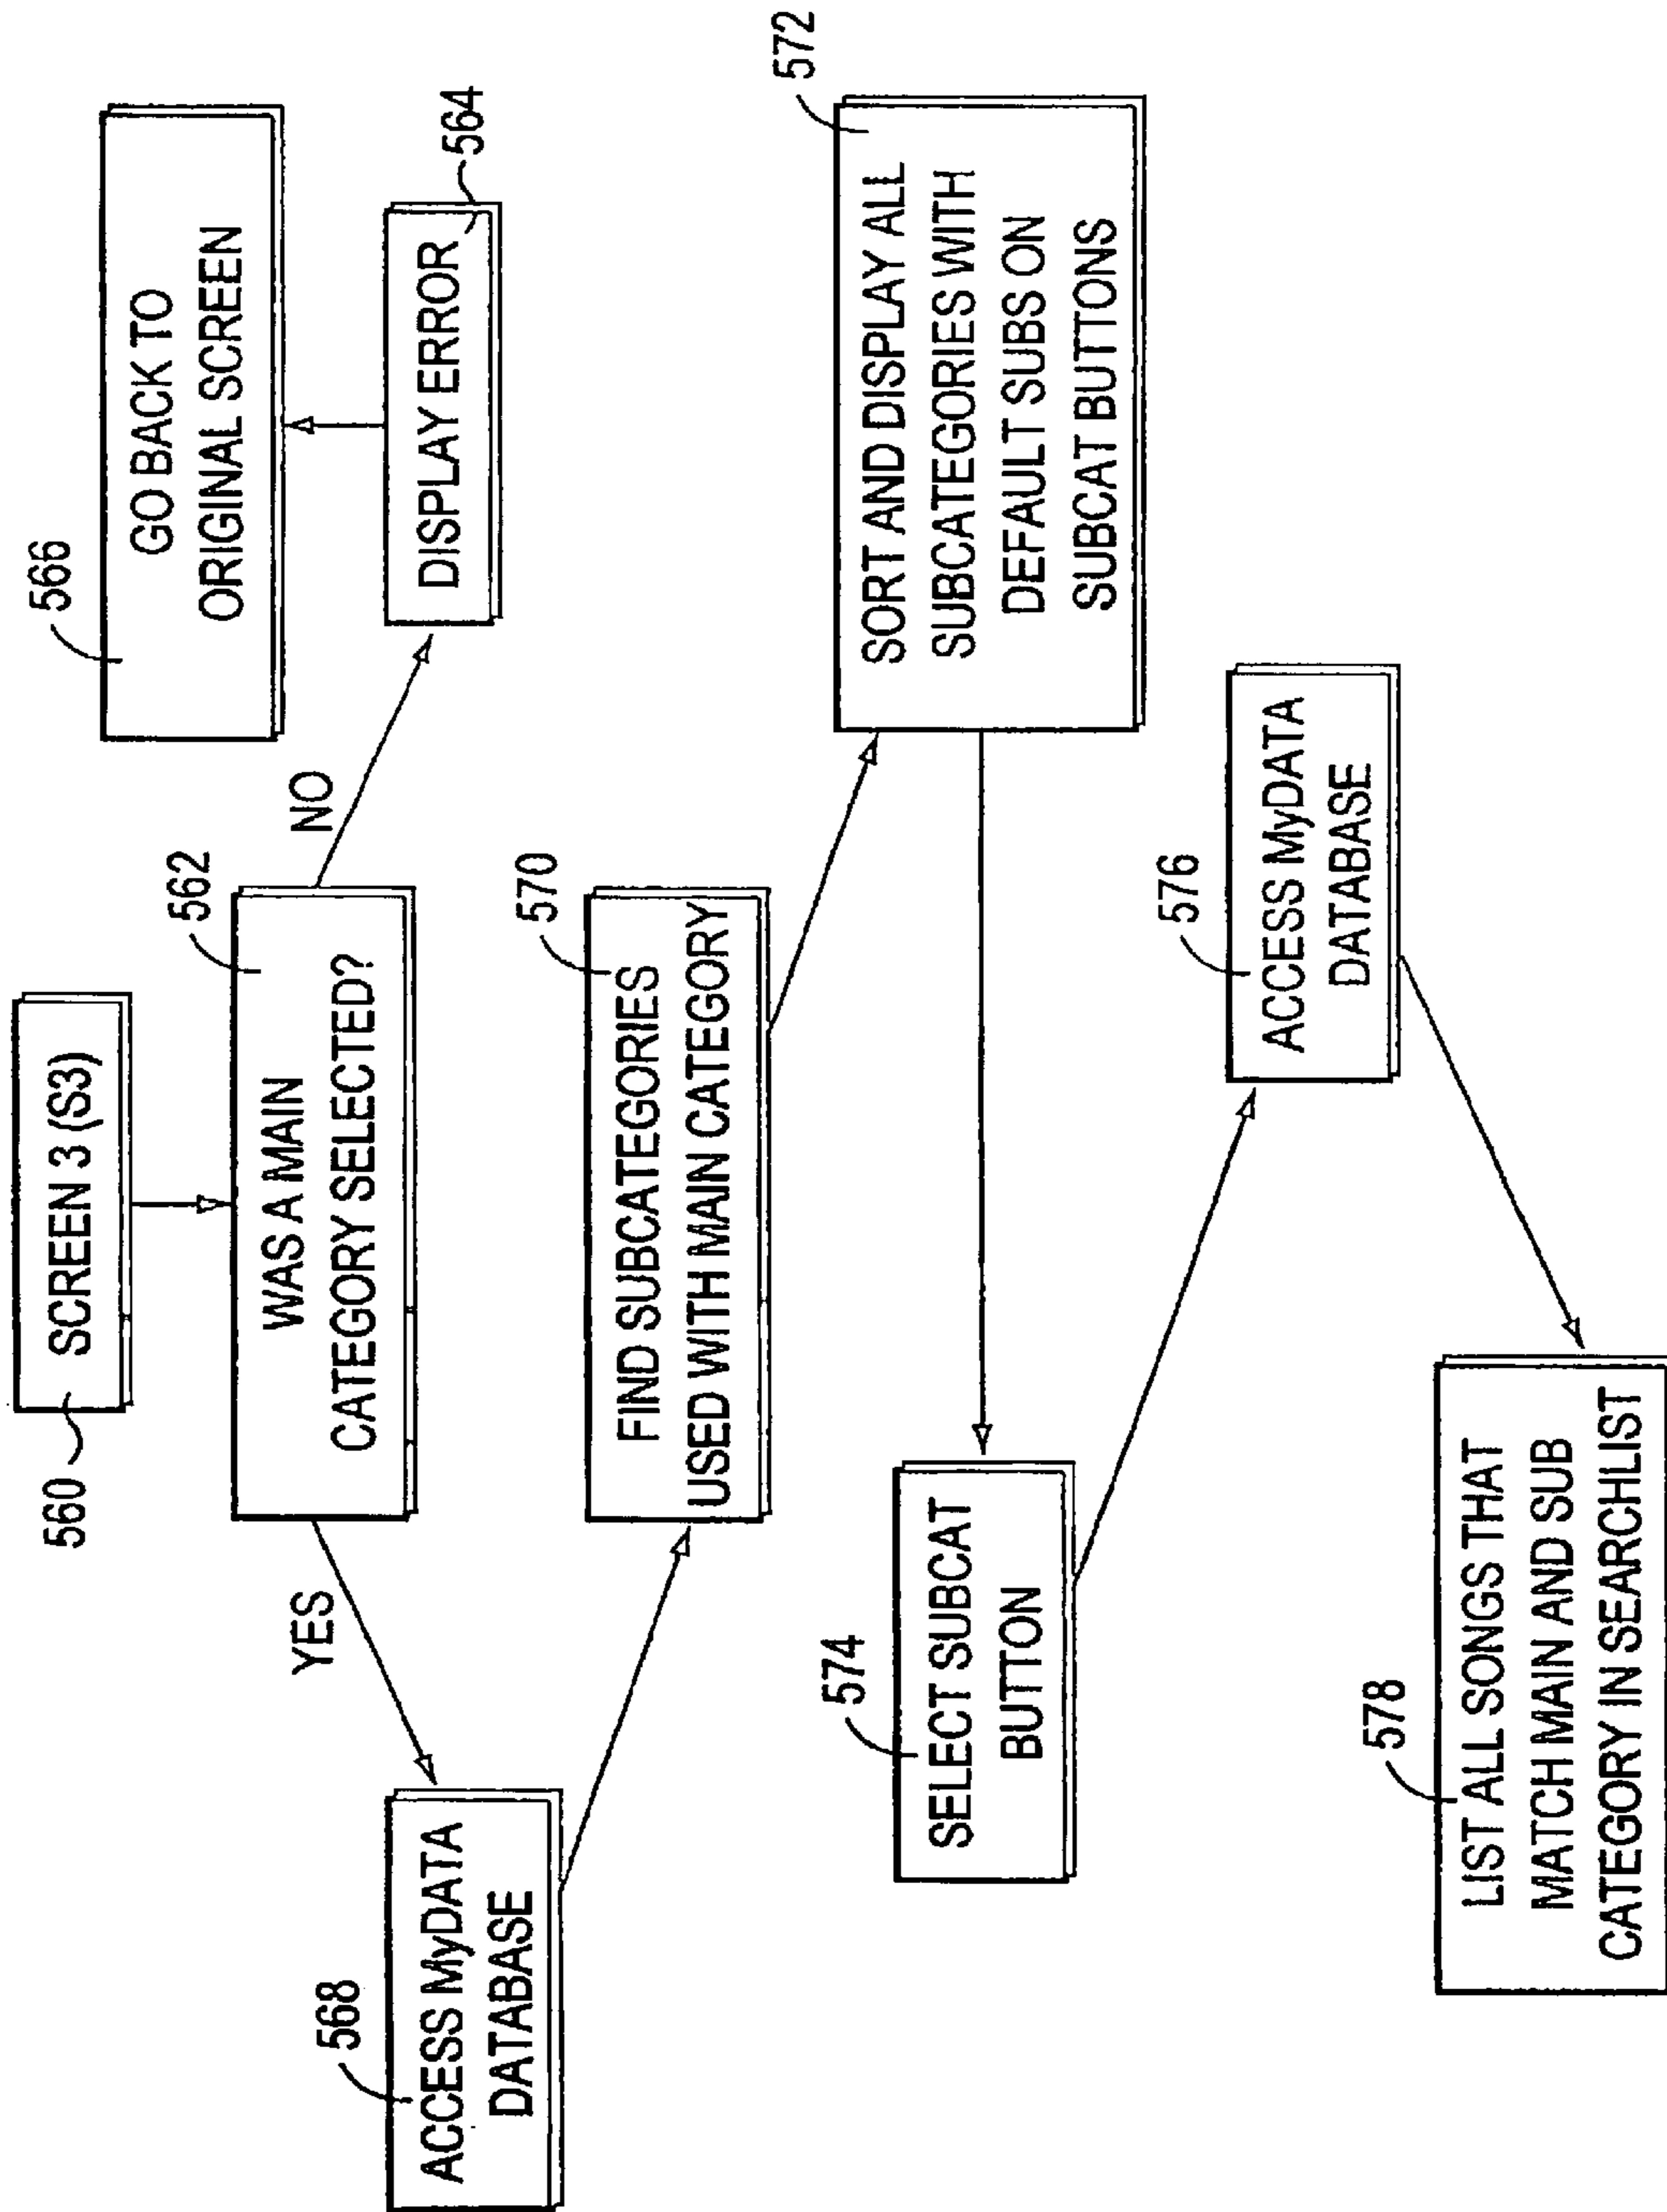 560
SCREEN 3 (S3)
562
WAS A MAIN
CATEGORY SELECTED?
YES
NO
564
DISPLAY ERROR
566
GO BACK TO
ORIGINAL SCREEN
568
ACCESS MyDATA
DATABASE
570
FIND SUBCATEGORIES
USED WITH MAIN CATEGORY
572
SORT AND DISPLAY ALL
SUBCATEGORIES WITH
DEFAULT SUBS ON
SUBCAT BUTTONS
574
SELECT SUBCAT
BUTTON
576
ACCESS MyDATA
DATABASE
578
LIST ALL SONGS THAT
MATCH MAIN AND SUB
CATEGORY IN SEARCHLIST